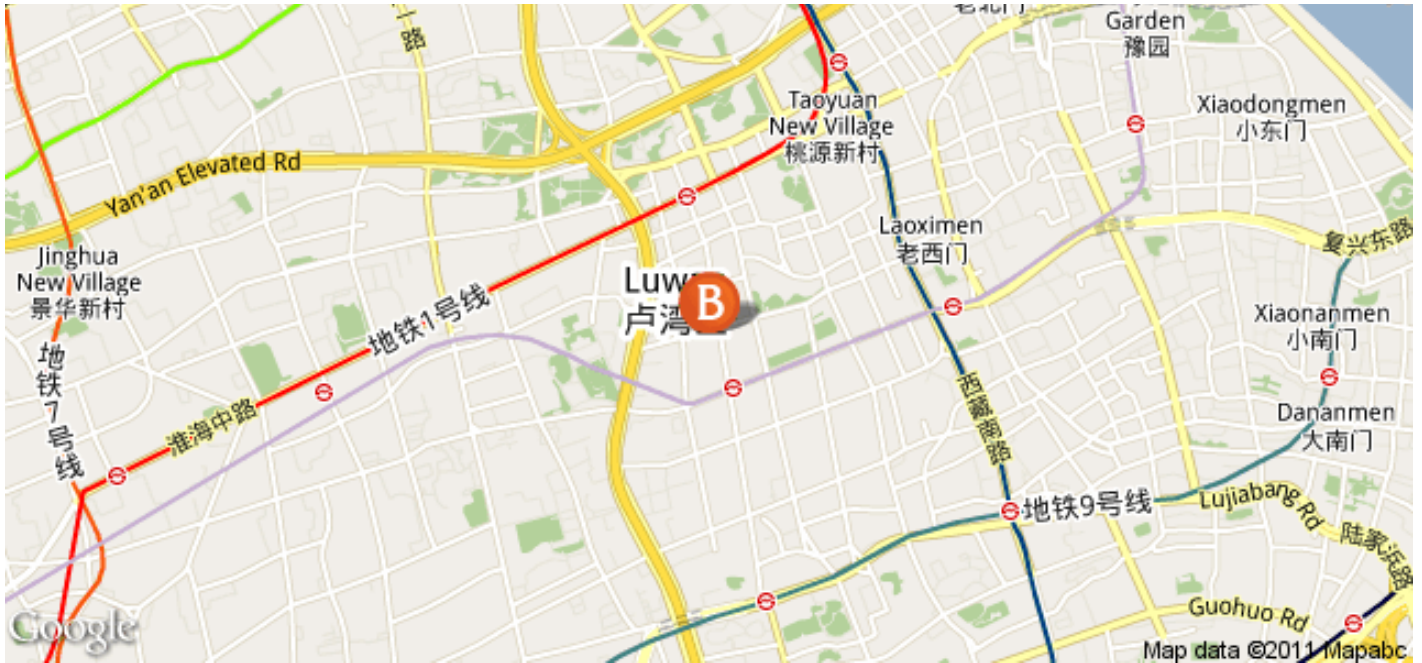 路
Garden
豫园
Taoyuan
New Village
桃源新村
Xiaodongmen
小东门
Yan'an Elevated Rd
Laoximen
老西门
复兴东路
Jinghua
New Village
景华新村
B
地铁1号线
Xiaonanmen
小南门
地铁7号线
西藏南路
淮海中路
Dananmen
大南门
地铁9号线
Lujiabang Rd
陆家浜路
Guohuo Rd
Google
Map data ©2011 Mapabc